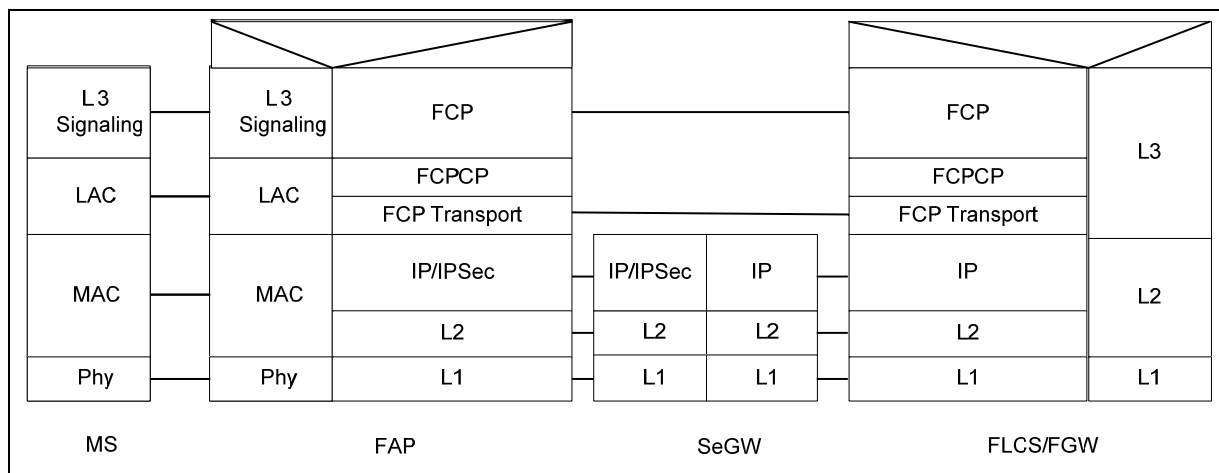 L3
Signaling
L3
Signaling
FCP
FCP
L3
LAC
LAC
FCPCP
FCPCP
FCP Transport
FCP Transport
MAC
MAC
IP/IPSec
IP/IPSec
IP
IP
L2
L2
L2
L2
L2
Phy
Phy
L1
L1
L1
L1
L1
MS
FAP
SeGW
FLCS/FGW